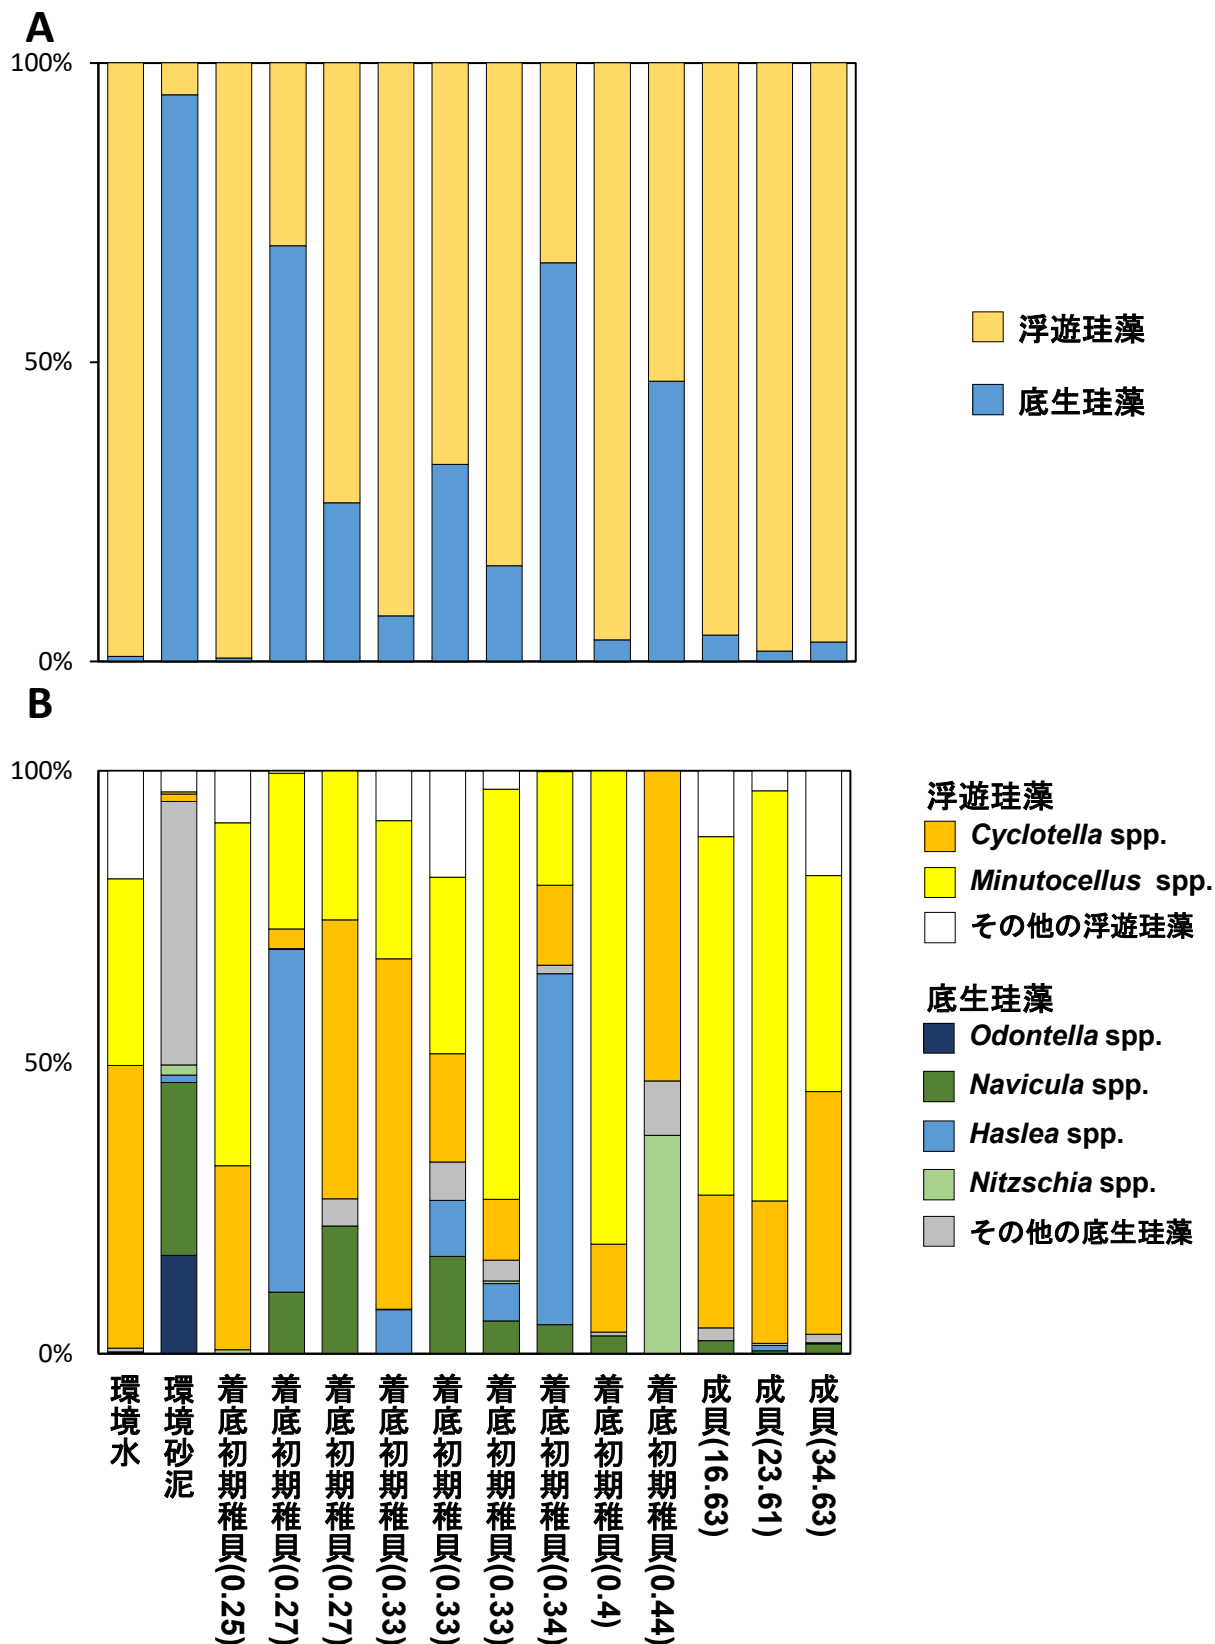 A
100%
50%
0%
浮遊珪藻
底生珪藻
B
100%
50%
0%
浮遊珪藻
Cyclotella spp.
Minutocellus spp.
その他の浮遊珪藻
底生珪藻
Odontella spp.
Navicula spp.
Haslea spp.
Nitzschia spp.
その他の底生珪藻
環境水
環境砂泥
着底初期稚貝(0.25)
着底初期稚貝(0.27)
着底初期稚貝(0.27)
着底初期稚貝(0.33)
着底初期稚貝(0.33)
着底初期稚貝(0.33)
着底初期稚貝(0.34)
着底初期稚貝(0.4)
着底初期稚貝(0.44)
成貝(16.63)
成貝(23.61)
成貝(34.63)